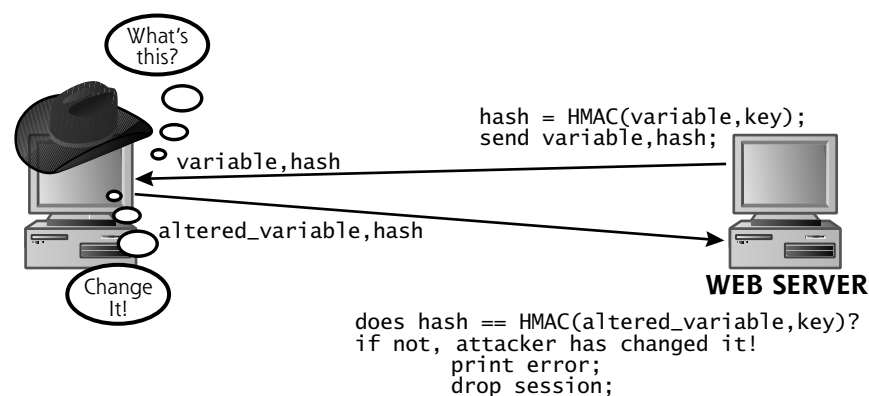 What's
this?
hash = HMAC(variable,key);
send variable,hash;
variable,hash
altered_variable,hash
WEB SERVER
Change
It!
does hash == HMAC(altered_variable,key)?
if not, attacker has changed it!
print error;
drop session;